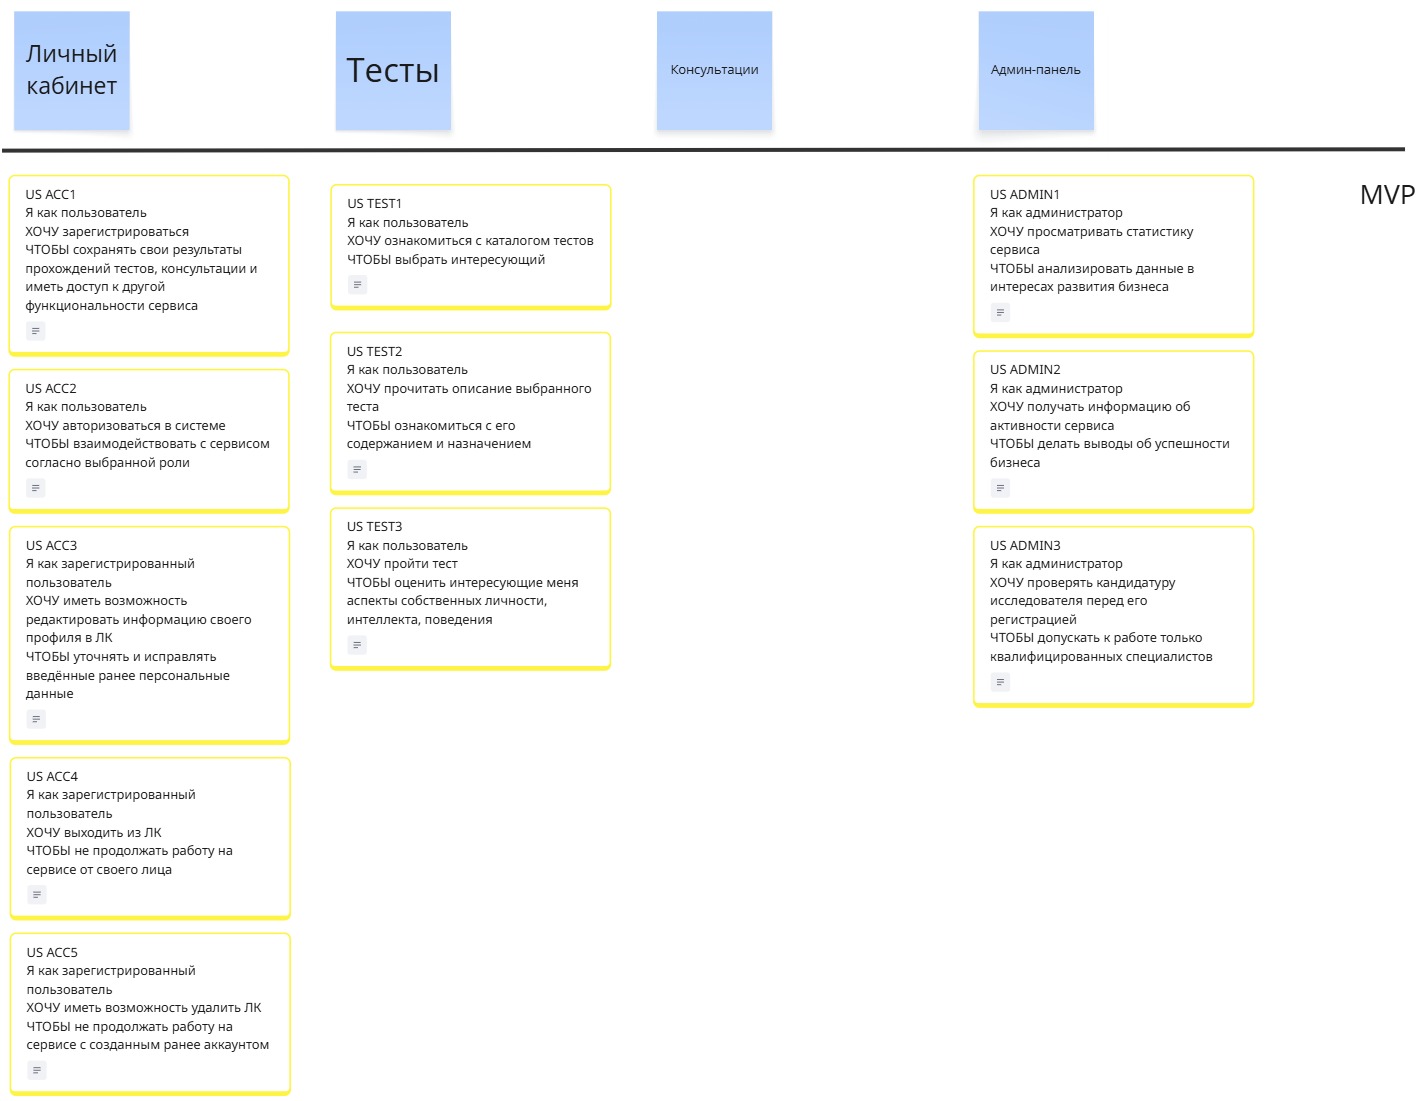 Личный
кабинет
Тесты
Консультации
Админ-панель
MVP
US ACC1
Я как пользователь
ХОЧУ зарегистрироваться
ЧТОБЫ сохранять свои результаты
прохождений тестов, консультации и
иметь доступ к другой
функциональности сервиса
US ACC2
Я как пользователь
ХОЧУ авторизоваться в системе
ЧТОБЫ взаимодействовать с сервисом
согласно выбранной роли
US ACC3
Я как зарегистрированный
пользователь
ХОЧУ иметь возможность
редактировать информацию своего
профиля в ЛК
ЧТОБЫ уточнять и исправлять
введённые ранее персональные
данные
US ACC4
Я как зарегистрированный
пользователь
ХОЧУ выходить из ЛК
ЧТОБЫ не продолжать работу на
сервисе от своего лица
US ACC5
Я как зарегистрированный
пользователь
ХОЧУ иметь возможность удалить ЛК
ЧТОБЫ не продолжать работу на
сервисе с созданным ранее аккаунтом
US TEST1
Я как пользователь
ХОЧУ ознакомиться с каталогом тестов
ЧТОБЫ выбрать интересующий
US TEST2
Я как пользователь
ХОЧУ прочитать описание выбранного
теста
ЧТОБЫ ознакомиться с его
содержанием и назначением
US TEST3
Я как пользователь
ХОЧУ пройти тест
ЧТОБЫ оценить интересующие меня
аспекты собственных личности,
интеллекта, поведения
US ADMIN1
Я как администратор
ХОЧУ просматривать статистику
сервиса
ЧТОБЫ анализировать данные в
интересах развития бизнеса
US ADMIN2
Я как администратор
ХОЧУ получать информацию об
активности сервиса
ЧТОБЫ делать выводы об успешности
бизнеса
US ADMIN3
Я как администратор
ХОЧУ проверять кандидатуру
исследователя перед его
регистрацией
ЧТОБЫ допускать к работе только
квалифицированных специалистов